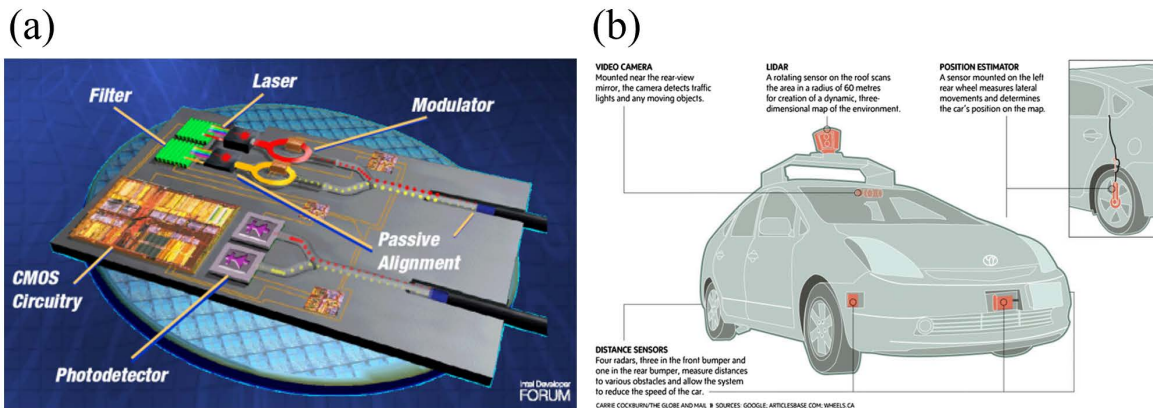 (a)
Laser
Filter
Modulator
Passive
Alignment
CMOS
Circuitry
Photodetector
Intel Developer
FORUM
(b)
VIDEO CAMERA
Mounted near the rear-view
mirror, the camera detects traffic
lights and any moving objects.
LIDAR
A rotating sensor on the roof scans
the area in a radius of 60 metres
for creation of a dynamic, three-
dimensional map of the environment.
POSITION ESTIMATOR
A sensor mounted on the left
rear wheel measures lateral
movements and determines
the car's position on the map.
DISTANCE SENSORS
Four radars, three in the front bumper and
one in the rear bumper, measure distances
to various obstacles and allow the system
to reduce the speed of the car.
CARRIE COCKBURN/THE GLOBE AND MAIL SOURCES: GOOGLE; ARTICLESBASE.COM; WHEELS.CA